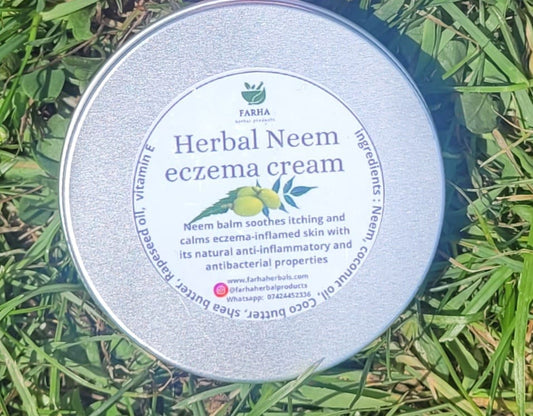 FARHA
herbal products
Herbal Neem
eczema cream
Neem balm soothes itching and
calms eczema-inflamed skin with
its natural anti-inflammatory and
antibacterial properties
www.farhaherbals.com
@farhaherbalproducts
Whatsapp: 07424452336
ingredients : Neem, coconut oil, Coco butter, shea butter, Rapeseed oil, vitamin E